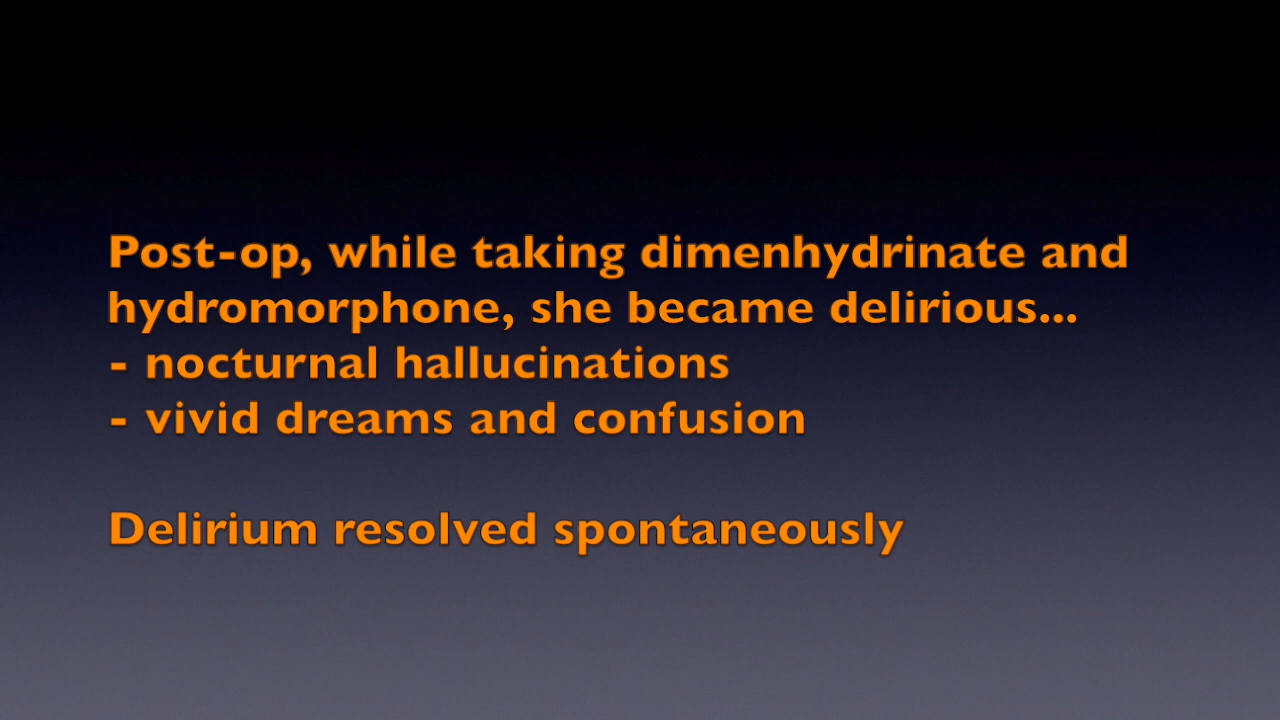 Post-op, while taking dimenhydrinate and
hydromorphone, she became delirious...
- nocturnal hallucinations
- vivid dreams and confusion
Delirium resolved spontaneously